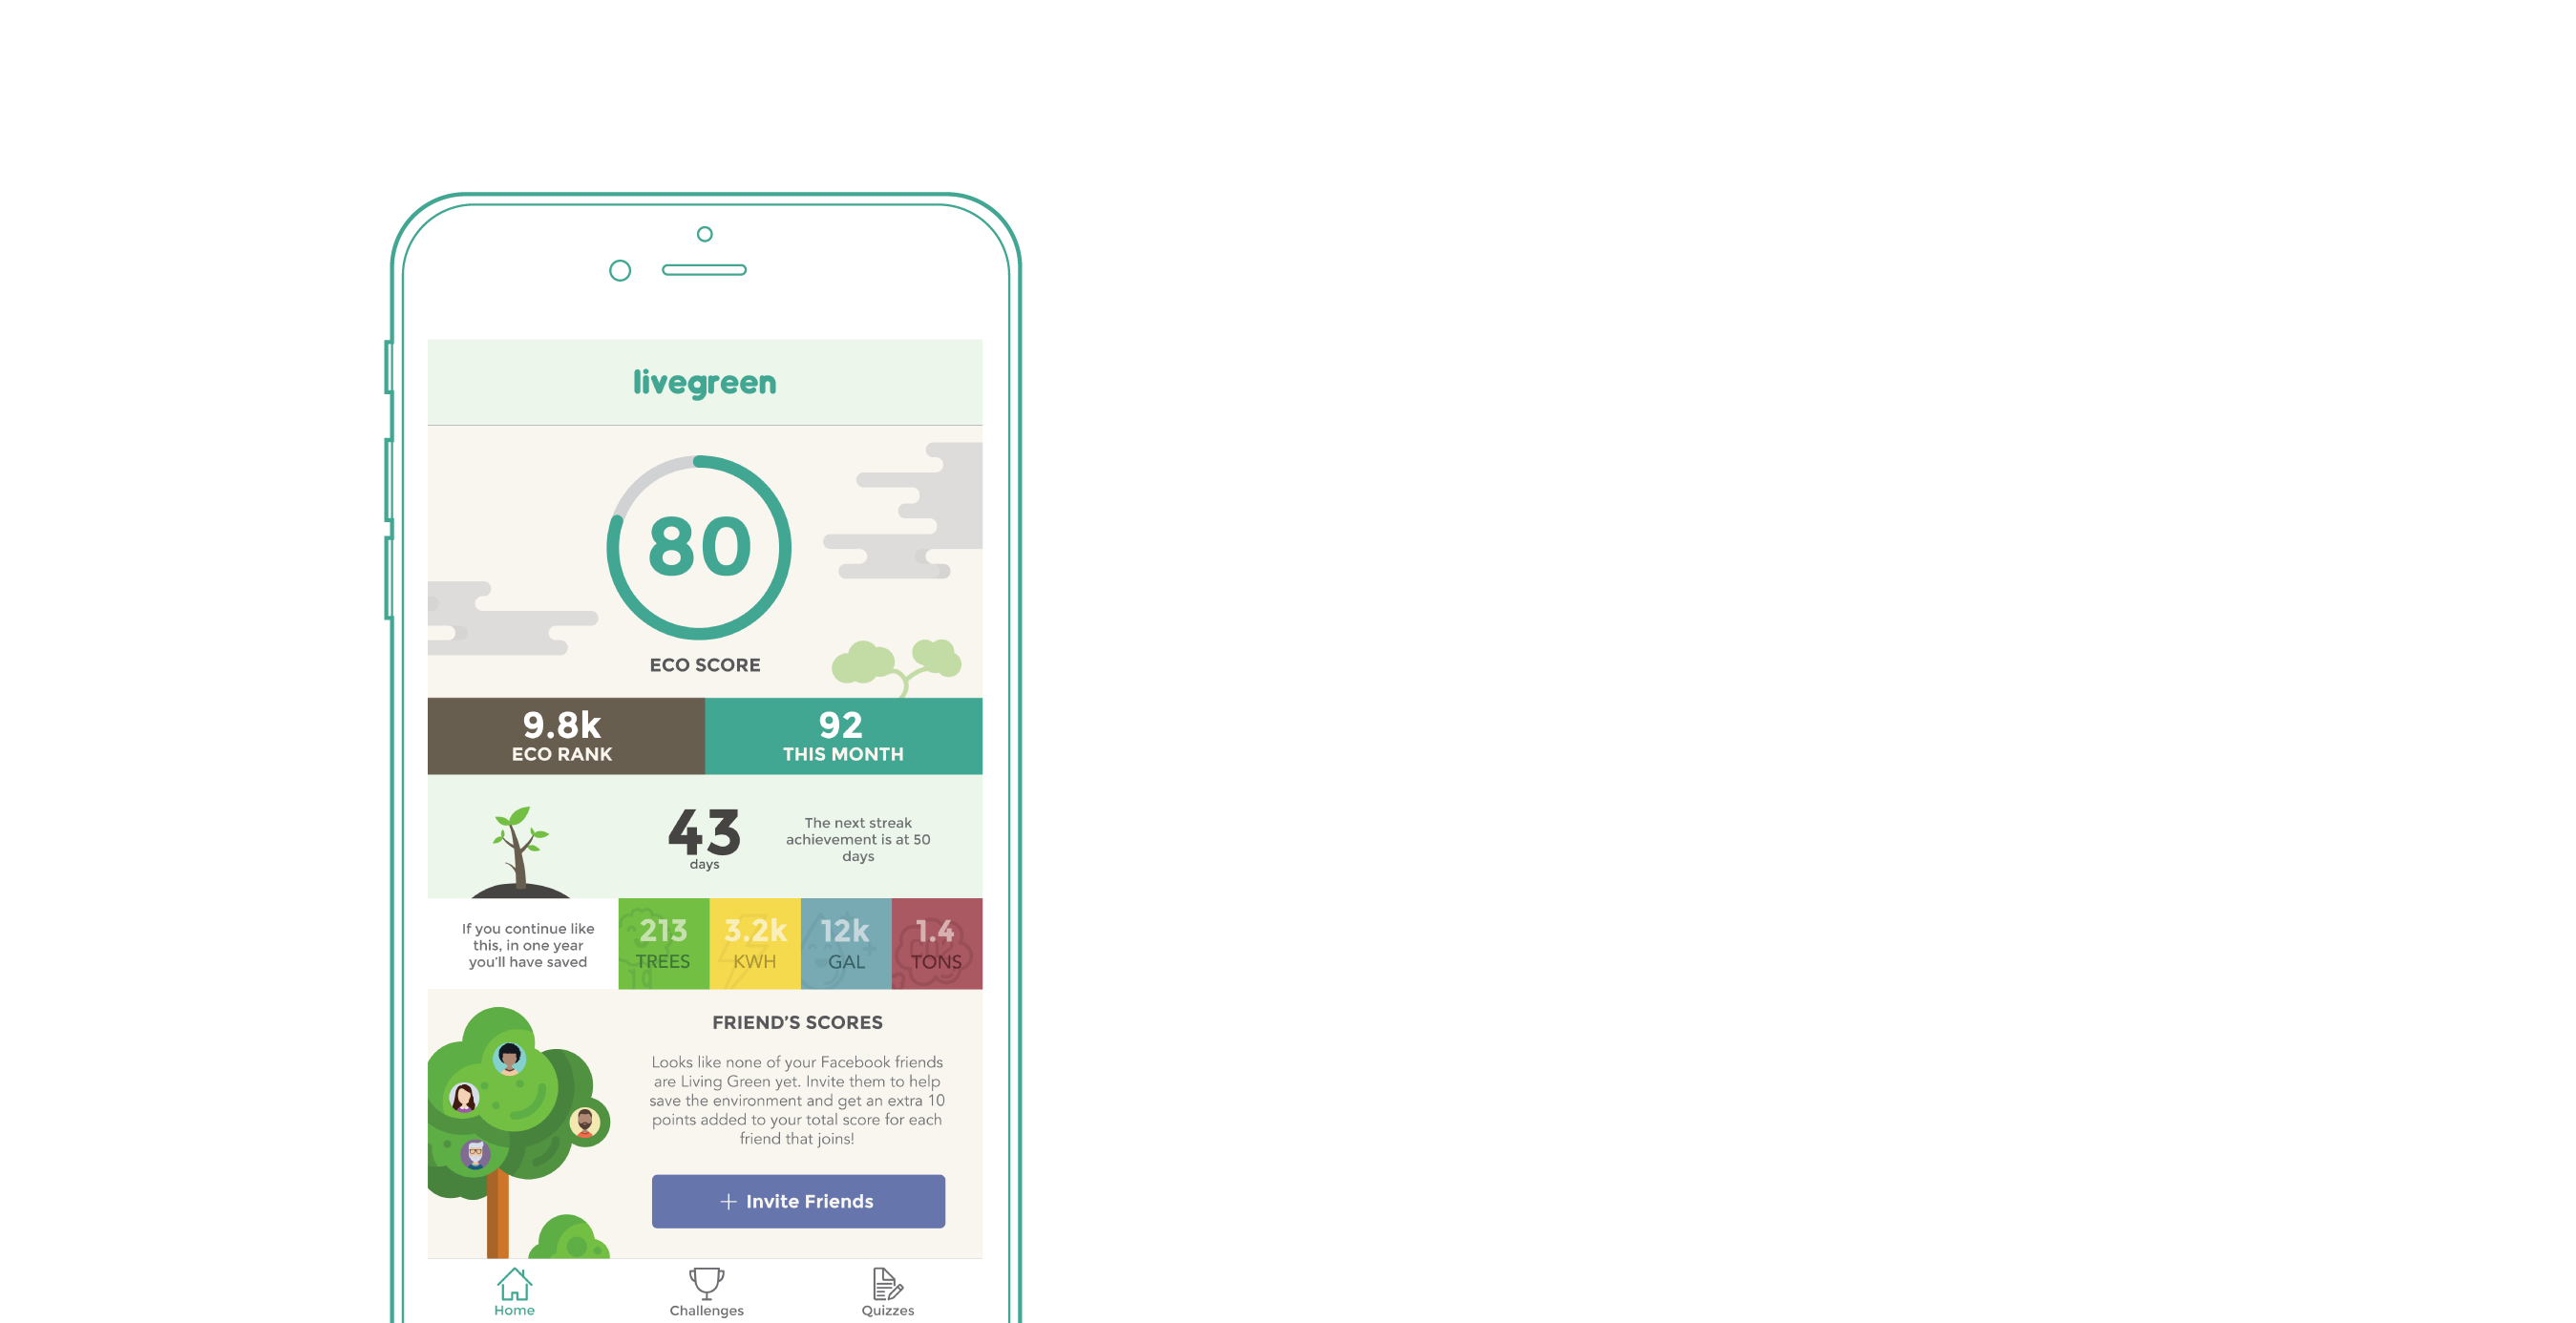 livegreen
80
ECO SCORE
9.8k
ECO RANK
92
THIS MONTH
43
days
The next streak
achievement is at 50
days
If you continue like
this, in one year
you'll have saved
213
TREES
3.2k
KWH
12k
GAL
1.4
TONS
FRIEND'S SCORES
Looks like none of your Facebook friends
are Living Green yet. Invite them to help
save the environment and get an extra 10
points added to your total score for each
friend that joins!
+ Invite Friends
Home
Challenges
Quizzes